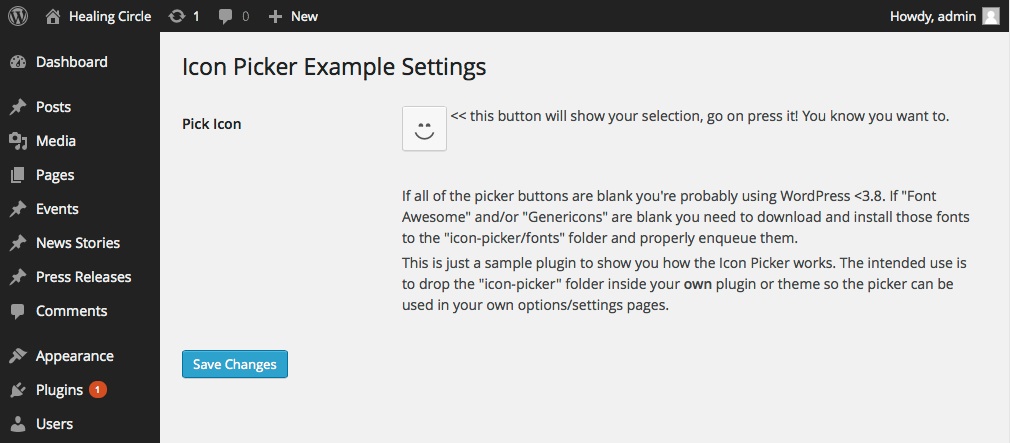 Healing Circle 1 0 + New Howdy, admin
Dashboard
Posts
Media
Pages
Events
News Stories
Press Releases
Comments
Appearance
Plugins 1
Users
Icon Picker Example Settings
Pick Icon
<< this button will show your selection, go on press it! You know you want to.
If all of the picker buttons are blank you're probably using WordPress <3.8. If "Font
Awesome" and/or "Genericons" are blank you need to download and install those fonts
to the "icon-picker/fonts" folder and properly enqueue them.
This is just a sample plugin to show you how the Icon Picker works. The intended use is
to drop the "icon-picker" folder inside your own plugin or theme so the picker can be
used in your own options/settings pages.
Save Changes